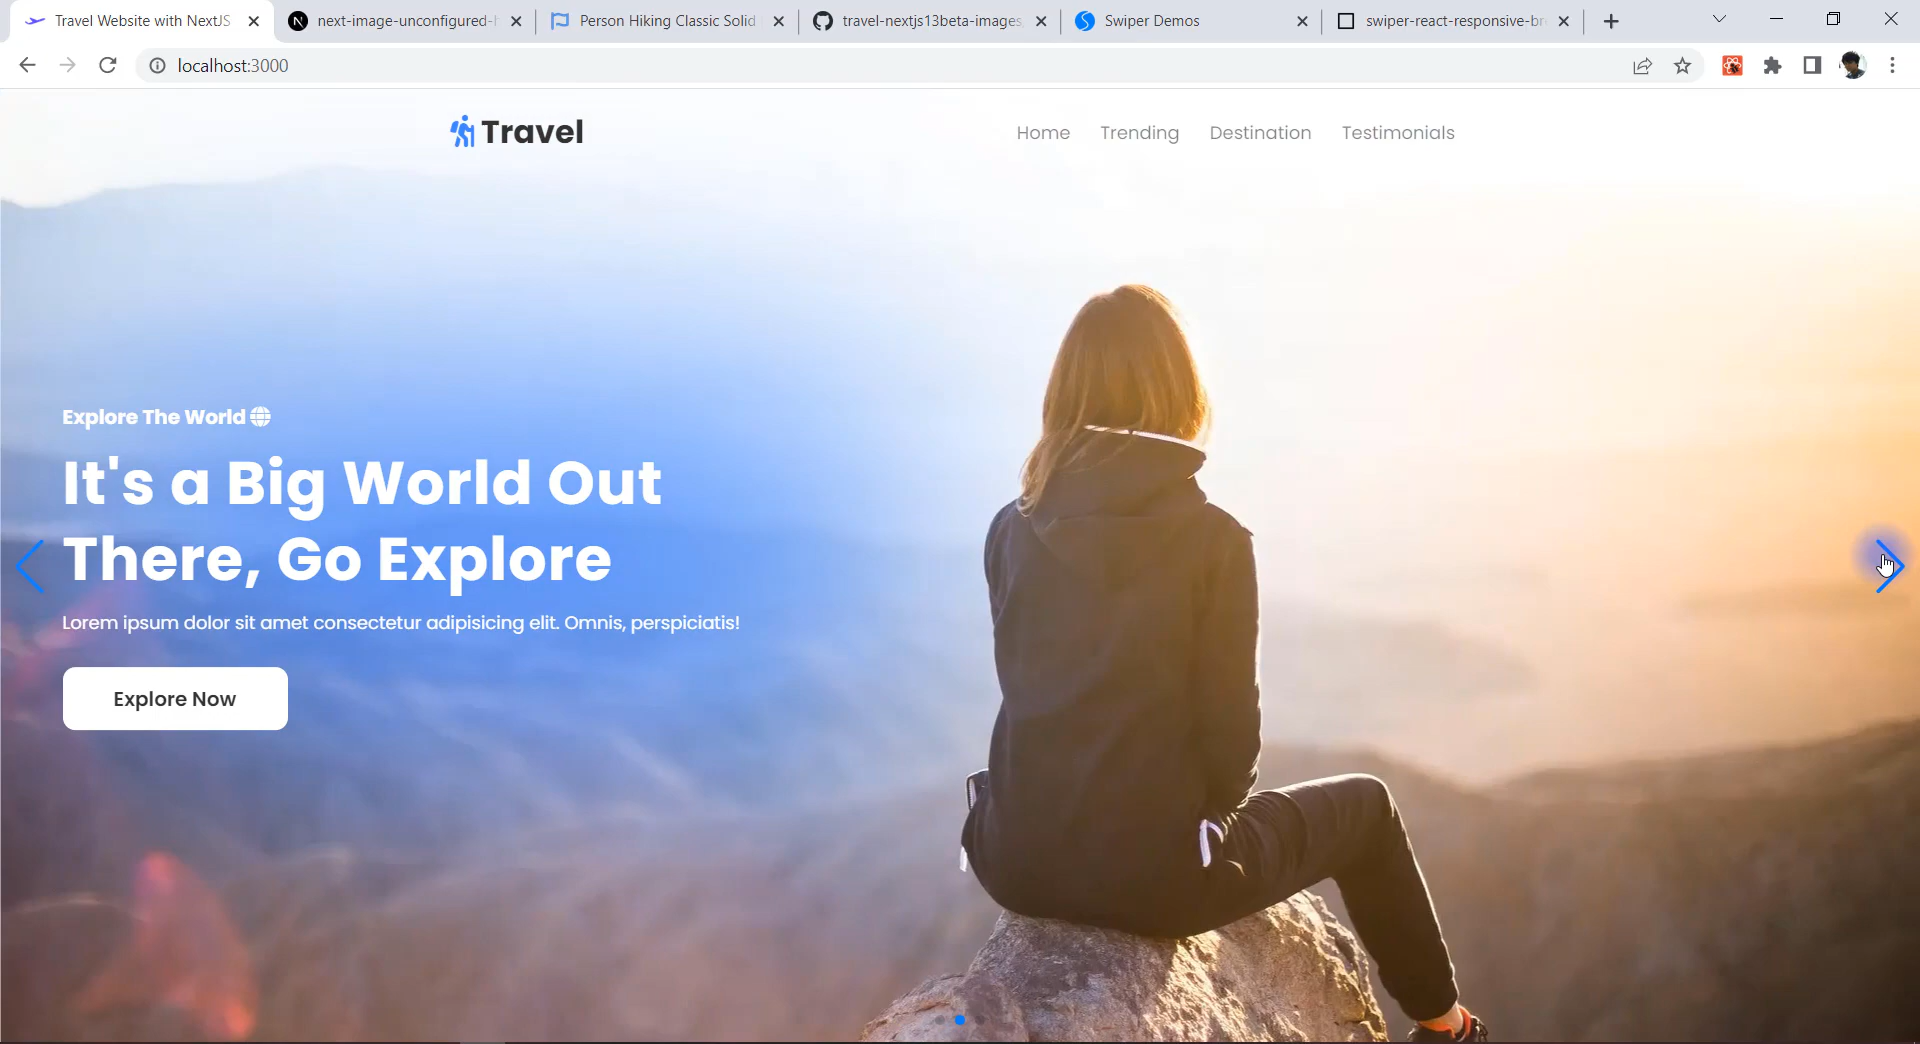 Travel Website with NextJS
next-image-unconfigured-h
Person Hiking Classic Solid
travel-nextjs13beta-images
Swiper Demos
swiper-react-responsive-br
localhost:3000
Travel
Home
Trending
Destination
Testimonials
Explore The World
It's a Big World Out
There, Go Explore
Lorem ipsum dolor sit amet consectetur adipisicing elit. Omnis, perspiciatis!
Explore Now